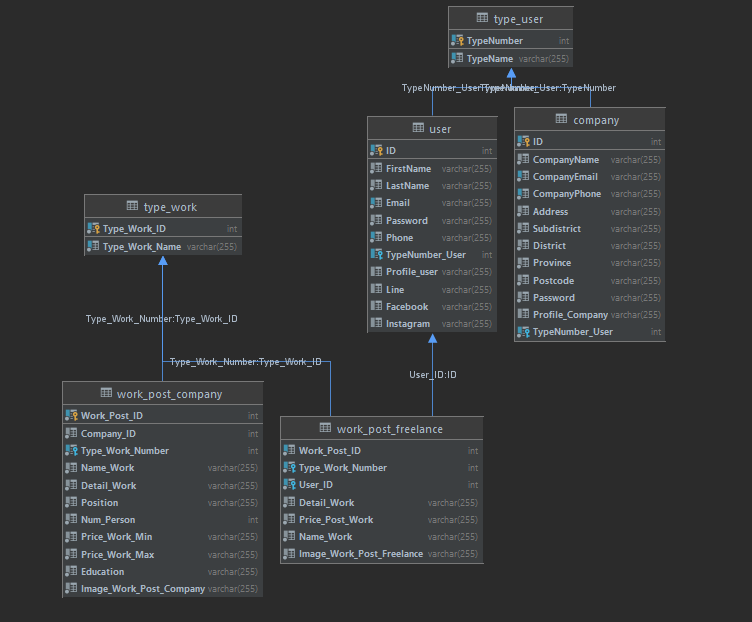 type_user
TypeNumber int
TypeName varchar(255)
TypeNumber_User:TypeNumber
TypeNumber_User:TypeNumber
user
ID int
FirstName varchar(255)
LastName varchar(255)
Email varchar(255)
Password varchar(255)
Phone varchar(255)
TypeNumber_User int
Profile_user varchar(255)
Line varchar(255)
Facebook varchar(255)
Instagram varchar(255)
company
ID int
CompanyName varchar(255)
CompanyEmail varchar(255)
CompanyPhone varchar(255)
Address varchar(255)
Subdistrict varchar(255)
District varchar(255)
Province varchar(255)
Postcode varchar(255)
Password varchar(255)
Profile_Company varchar(255)
TypeNumber_User int
type_work
Type_Work_ID int
Type_Work_Name varchar(255)
Type_Work_Number:Type_Work_ID
Type_Work_Number:Type_Work_ID
User_ID:ID
work_post_company
Work_Post_ID int
Company_ID int
Type_Work_Number int
Name_Work varchar(255)
Detail_Work varchar(255)
Position varchar(255)
Num_Person int
Price_Work_Min varchar(255)
Price_Work_Max varchar(255)
Education varchar(255)
Image_Work_Post_Company varchar(255)
work_post_freelance
Work_Post_ID int
Type_Work_Number int
User_ID int
Detail_Work varchar(255)
Price_Post_Work varchar(255)
Name_Work varchar(255)
Image_Work_Post_Freelance varchar(255)